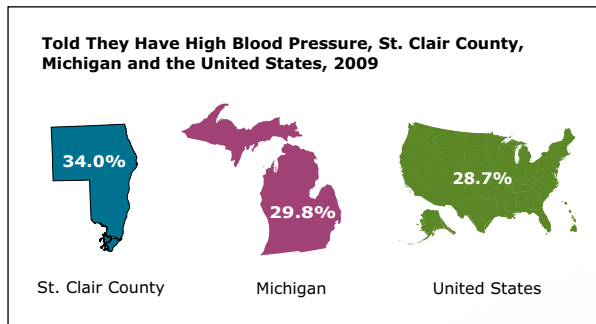 Told They Have High Blood Pressure, St. Clair County,
Michigan and the United States, 2009
34.0%
29.8%
28.7%
St. Clair County
Michigan
United States